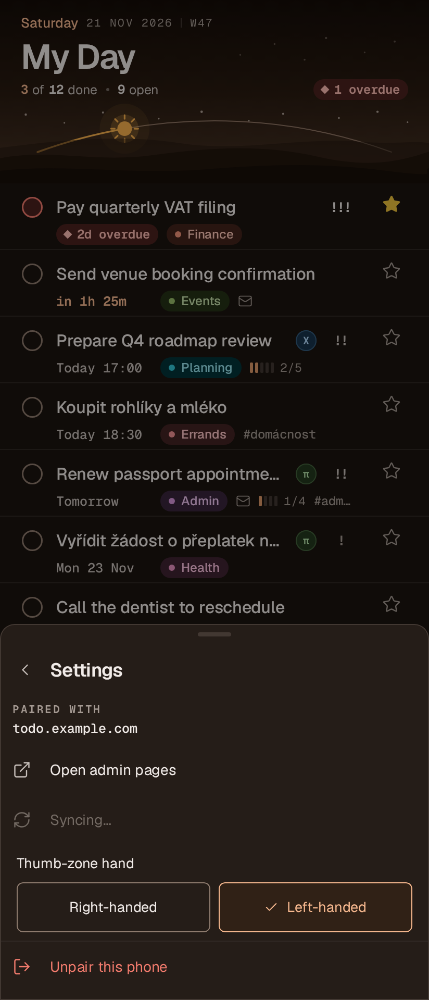 Saturday 21 NOV 2026 | W47
My Day
3 of 12 done • 9 open
◆ 1 overdue
Pay quarterly VAT filing !!!
◆ 2d overdue • Finance
Send venue booking confirmation
in 1h 25m • Events
Prepare Q4 roadmap review X !!
Today 17:00 • Planning 2/5
Koupit rohlíky a mléko
Today 18:30 • Errands #domácnost
Renew passport appointme… π !!
Tomorrow • Admin 1/4 #adm…
Vyřídit žádost o přeplatek n… π !
Mon 23 Nov • Health
Call the dentist to reschedule
Settings
PAIRED WITH
todo.example.com
Open admin pages
Syncing…
Thumb-zone hand
Right-handed
Left-handed
Unpair this phone